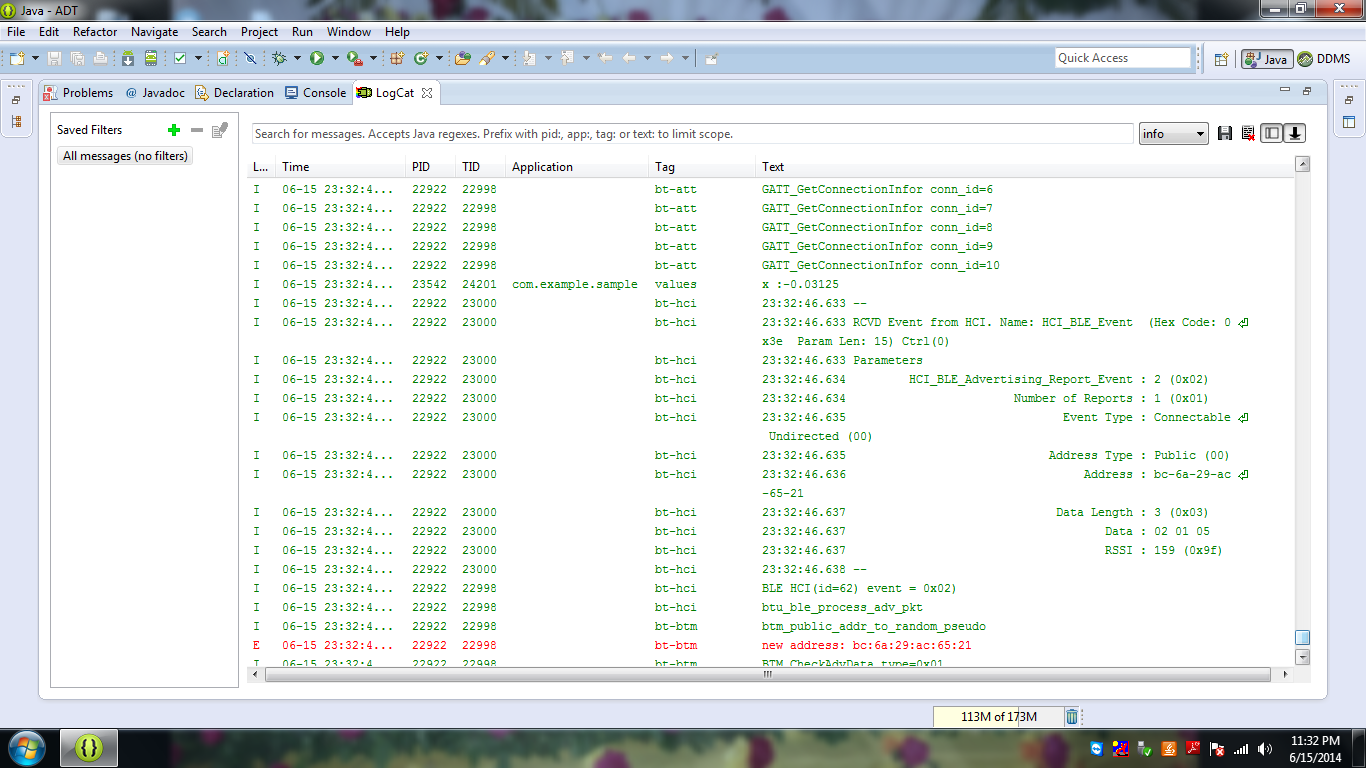 Java - ADT
File Edit Refactor Navigate Search Project Run Window Help
Quick Access Java DDMS
Problems @ Javadoc Declaration Console LogCat
Saved Filters
All messages (no filters)
Search for messages. Accepts Java regexes. Prefix with pid:, app:, tag: or text: to limit scope. info
L... Time PID TID Application Tag Text
I 06-15 23:32:4... 22922 22998 bt-att GATT_GetConnectionInfor conn_id=6
I 06-15 23:32:4... 22922 22998 bt-att GATT_GetConnectionInfor conn_id=7
I 06-15 23:32:4... 22922 22998 bt-att GATT_GetConnectionInfor conn_id=8
I 06-15 23:32:4... 22922 22998 bt-att GATT_GetConnectionInfor conn_id=9
I 06-15 23:32:4... 22922 22998 bt-att GATT_GetConnectionInfor conn_id=10
I 06-15 23:32:4... 23542 24201 com.example.sample values x :-0.03125
I 06-15 23:32:4... 22922 23000 bt-hci 23:32:46.633 --
I 06-15 23:32:4... 22922 23000 bt-hci 23:32:46.633 RCVD Event from HCI. Name: HCI_BLE_Event (Hex Code: 0
x3e Param Len: 15) Ctrl(0)
I 06-15 23:32:4... 22922 23000 bt-hci 23:32:46.633 Parameters
I 06-15 23:32:4... 22922 23000 bt-hci 23:32:46.634 HCI_BLE_Advertising_Report_Event : 2 (0x02)
I 06-15 23:32:4... 22922 23000 bt-hci 23:32:46.634 Number of Reports : 1 (0x01)
I 06-15 23:32:4... 22922 23000 bt-hci 23:32:46.635 Event Type : Connectable
Undirected (00)
I 06-15 23:32:4... 22922 23000 bt-hci 23:32:46.635 Address Type : Public (00)
I 06-15 23:32:4... 22922 23000 bt-hci 23:32:46.636 Address : bc-6a-29-ac
-65-21
I 06-15 23:32:4... 22922 23000 bt-hci 23:32:46.637 Data Length : 3 (0x03)
I 06-15 23:32:4... 22922 23000 bt-hci 23:32:46.637 Data : 02 01 05
I 06-15 23:32:4... 22922 23000 bt-hci 23:32:46.637 RSSI : 159 (0x9f)
I 06-15 23:32:4... 22922 23000 bt-hci 23:32:46.638 --
I 06-15 23:32:4... 22922 22998 bt-hci BLE HCI(id=62) event = 0x02)
I 06-15 23:32:4... 22922 22998 bt-hci btu_ble_process_adv_pkt
I 06-15 23:32:4... 22922 22998 bt-btm btm_public_addr_to_random_pseudo
E 06-15 23:32:4... 22922 22998 bt-btm new address: bc:6a:29:ac:65:21
I 06-15 23:32:4 22922 22998 bt-btm BTM_CheckAdvData type=0x01
113M of 173M
11:32 PM
6/15/2014